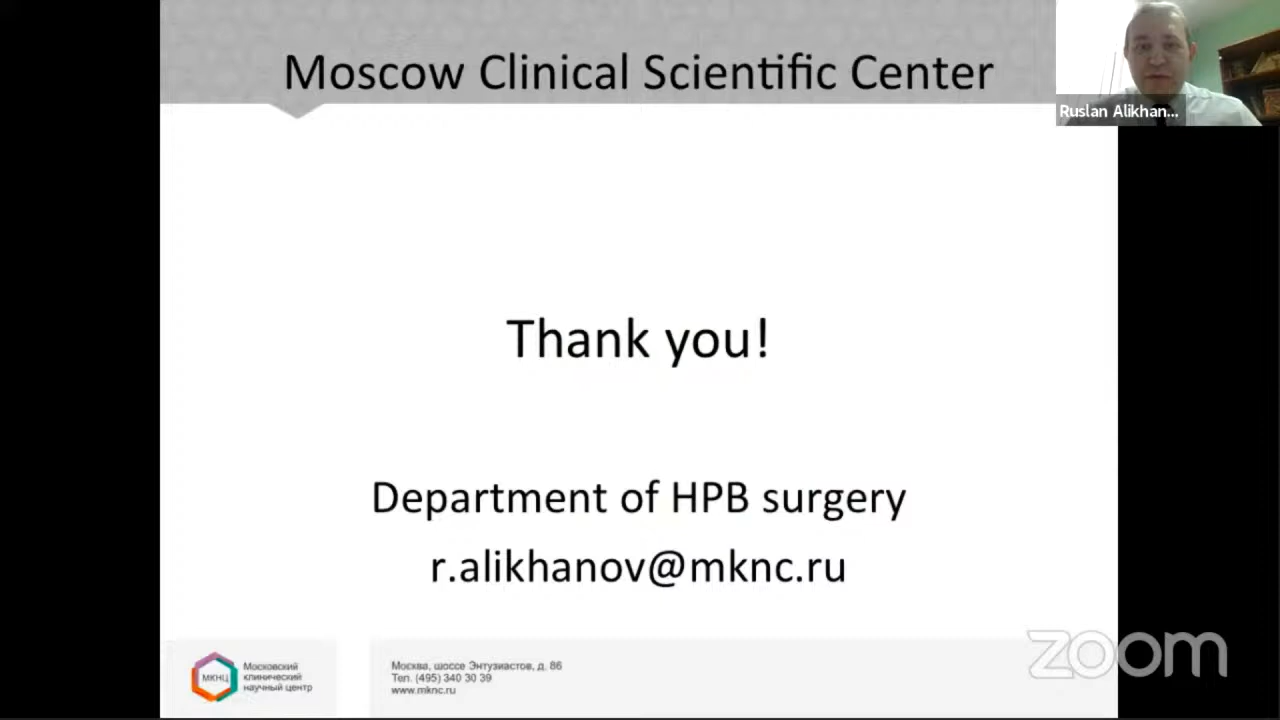 Moscow Clinical Scientific Center
Ruslan Alikhan...
Thank you!
Department of HPB surgery
r.alikhanov@mknc.ru
МКНЦ
Московский
клинический
научный центр
Москва, шоссе Энтузиастов, д. 86
Тел. (495) 340 30 39
www.mknc.ru
zoom